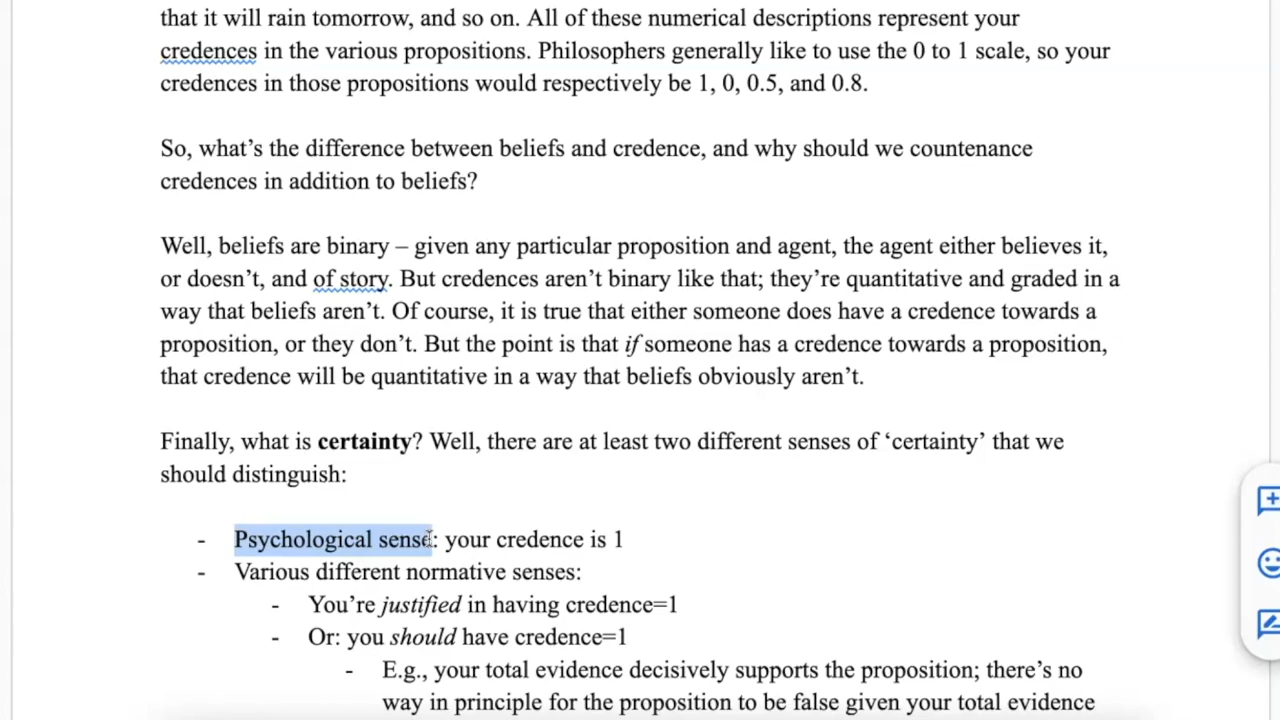 that it will rain tomorrow, and so on. All of these numerical descriptions represent your
credences in the various propositions. Philosophers generally like to use the 0 to 1 scale, so your
credences in those propositions would respectively be 1, 0, 0.5, and 0.8.
So, what’s the difference between beliefs and credence, and why should we countenance
credences in addition to beliefs?
Well, beliefs are binary – given any particular proposition and agent, the agent either believes it,
or doesn’t, and of story. But credences aren’t binary like that; they’re quantitative and graded in a
way that beliefs aren’t. Of course, it is true that either someone does have a credence towards a
proposition, or they don’t. But the point is that if someone has a credence towards a proposition,
that credence will be quantitative in a way that beliefs obviously aren’t.
Finally, what is certainty? Well, there are at least two different senses of ‘certainty’ that we
should distinguish:
- Psychological sense: your credence is 1
- Various different normative senses:
- You’re justified in having credence=1
- Or: you should have credence=1
- E.g., your total evidence decisively supports the proposition; there’s no
way in principle for the proposition to be false given your total evidence